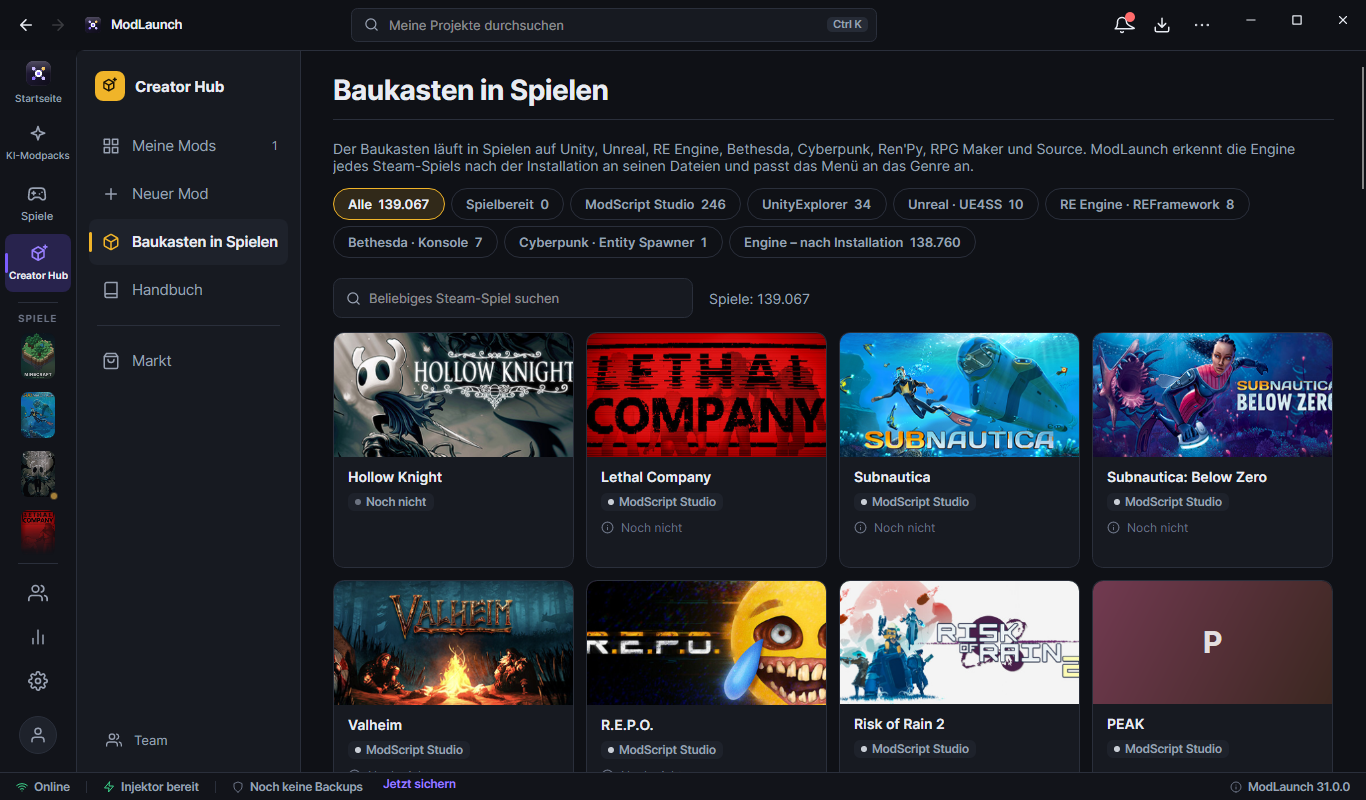 ModLaunch
Meine Projekte durchsuchen
Ctrl K
Startseite
KI-Modpacks
Spiele
Creator Hub
SPIELE
MINECRAFT
LETHAL
COMPANY
Creator Hub
Meine Mods 1
Neuer Mod
Baukasten in Spielen
Handbuch
Markt
Team
Baukasten in Spielen
Der Baukasten läuft in Spielen auf Unity, Unreal, RE Engine, Bethesda, Cyberpunk, Ren'Py, RPG Maker und Source. ModLaunch erkennt die Engine
jedes Steam-Spiels nach der Installation an seinen Dateien und passt das Menü an das Genre an.
Alle 139.067
Spielbereit 0
ModScript Studio 246
UnityExplorer 34
Unreal · UE4SS 10
RE Engine · REFramework 8
Bethesda · Konsole 7
Cyberpunk · Entity Spawner 1
Engine – nach Installation 138.760
Beliebiges Steam-Spiel suchen
Spiele: 139.067
HOLLOW KNIGHT
Hollow Knight
Noch nicht
LETHAL
COMPANY
Lethal Company
ModScript Studio
Noch nicht
SUBNAUTICA
Subnautica
ModScript Studio
Noch nicht
SUBNAUTICA
BELOW ZERO
Subnautica: Below Zero
ModScript Studio
Noch nicht
VALHEIM
Valheim
ModScript Studio
R.E.P.O.
R.E.P.O.
ModScript Studio
RISK
OF RAIN 2
Risk of Rain 2
ModScript Studio
P
PEAK
ModScript Studio
Online
Injektor bereit
Noch keine Backups
Jetzt sichern
ModLaunch 31.0.0